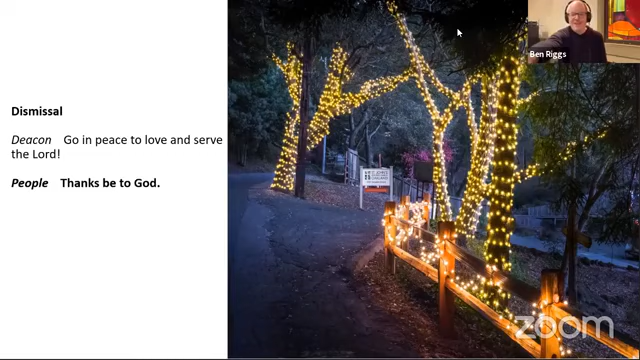 Dismissal
Deacon Go in peace to love and serve
the Lord!
People Thanks be to God.
Ben Riggs
zoom